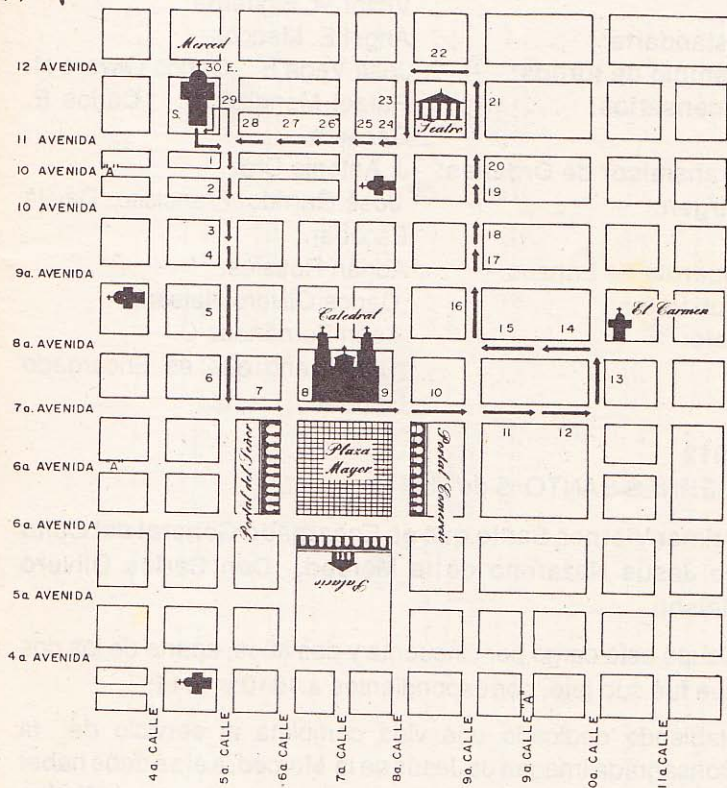 Merced
22
12 AVENIDA
30 E.
29
23
21
S.
Teatro
28 27 26 25 24
11 AVENIDA
1
20
10 AVENIDA "A"
2
19
10 AVENIDA
3
18
4
17
9a. AVENIDA
5
Catedral
16
El Carmen
15 14
8a. AVENIDA
6
13
7 8 9 10
7a. AVENIDA
11 12
Portal del Señor
Plaza
Mayor
Portal Comercio
6a AVENIDA "A"
6a. AVENIDA
Palacio
5a AVENIDA
4a AVENIDA
4a. CALLE
5a. CALLE
6a. CALLE
7a. CALLE
8a. CALLE
9a. CALLE
9a. CALLE "A"
10a. CALLE
11a. CALLE